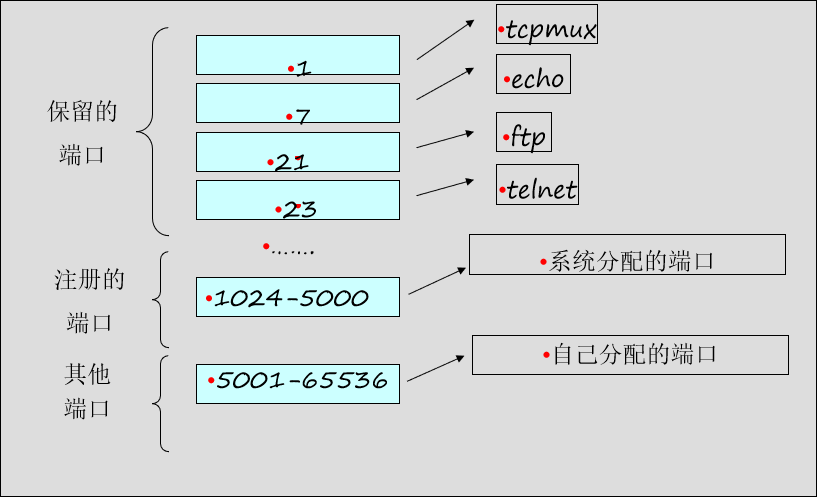 保留的
端口
•1
•tcpmux
•7
•echo
•21
•ftp
•23
•telnet
•…….
注册的
端口
•1024-5000
•系统分配的端口
其他
端口
•5001-65536
•自己分配的端口